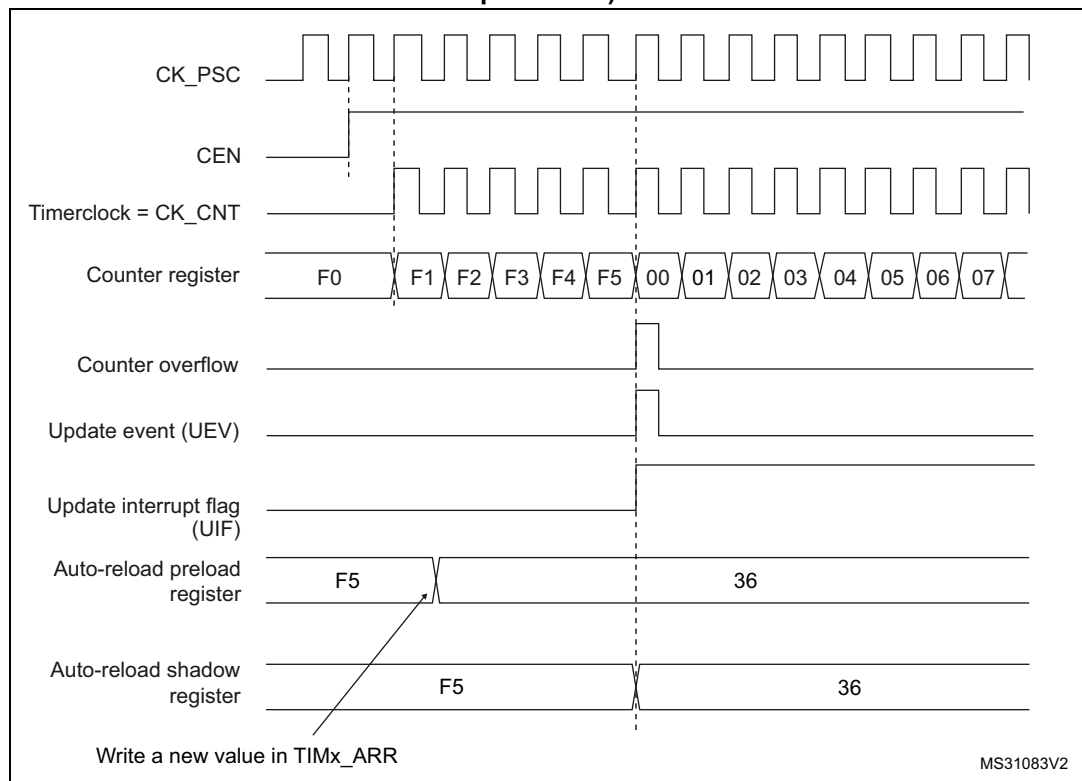 CK_PSC
CEN
Timerclock = CK_CNT
Counter register
F0 F1 F2 F3 F4 F5 00 01 02 03 04 05 06 07
Counter overflow
Update event (UEV)
Update interrupt flag
(UIF)
Auto-reload preload
register
F5 36
Auto-reload shadow
register
F5 36
Write a new value in TIMx_ARR
MS31083V2